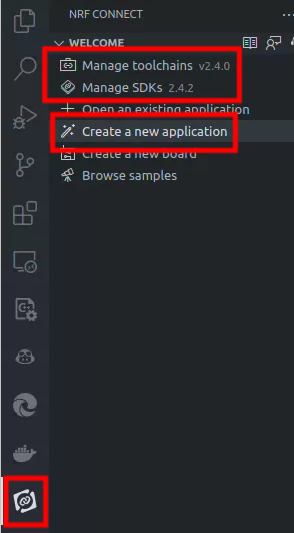 NRF CONNECT
WELCOME
Manage toolchains v2.4.0
Manage SDKs 2.4.2
Open an existing application
Create a new application
Create a new board
Browse samples